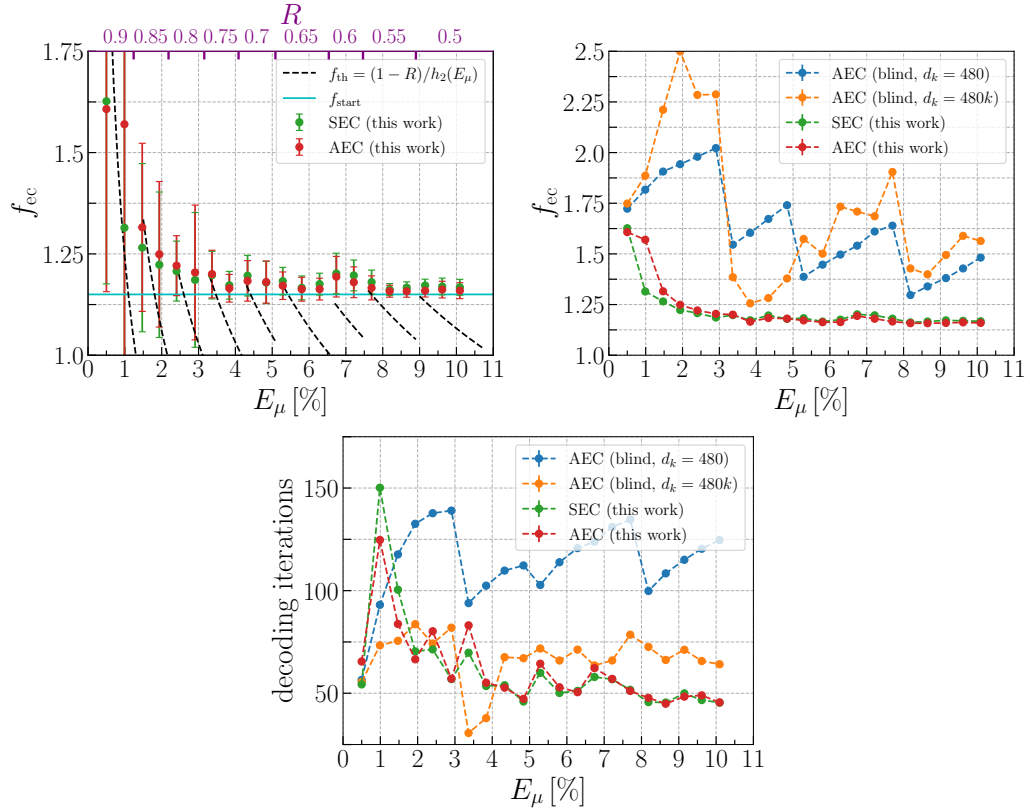 R
0.9 0.85 0.8 0.75 0.7 0.65 0.6 0.55 0.5
1.75
1.5
1.25
1.0
f_ec
f_th = (1 − R)/h_2(E_μ)
f_start
SEC (this work)
AEC (this work)
0 1 2 3 4 5 6 7 8 9 10 11
E_μ [%]
2.5
2.25
2.0
1.75
1.5
1.25
1.0
f_ec
AEC (blind, d_k = 480)
AEC (blind, d_k = 480k)
SEC (this work)
AEC (this work)
0 1 2 3 4 5 6 7 8 9 10 11
E_μ [%]
150
100
50
decoding iterations
AEC (blind, d_k = 480)
AEC (blind, d_k = 480k)
SEC (this work)
AEC (this work)
0 1 2 3 4 5 6 7 8 9 10 11
E_μ [%]